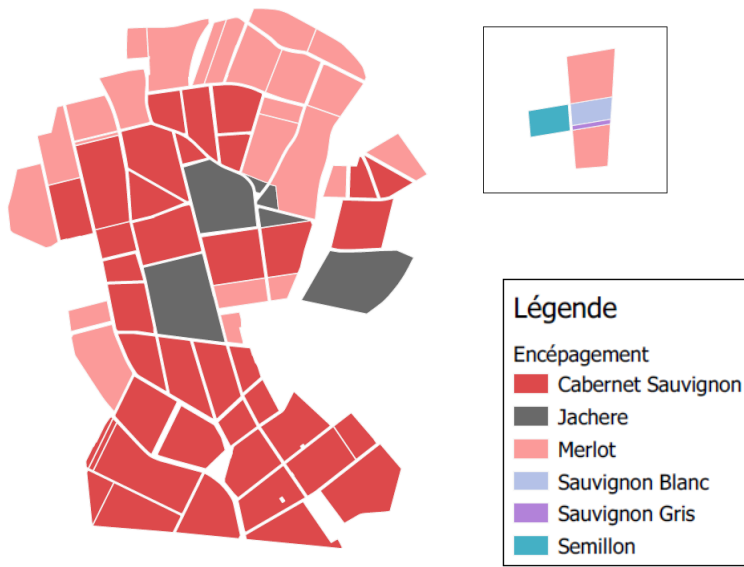 Légende
Encépagement
Cabernet Sauvignon
Jachere
Merlot
Sauvignon Blanc
Sauvignon Gris
Semillon